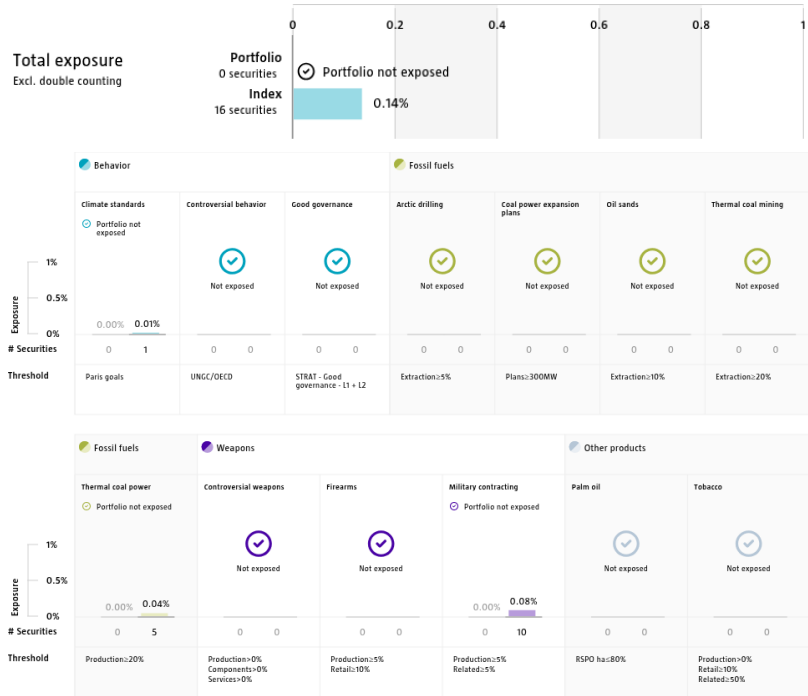 0 0.2 0.4 0.6 0.8 1
Total exposure
Excl. double counting
Portfolio
0 securities
Portfolio not exposed
Index
16 securities
0.14%
Behavior
Fossil fuels
Climate standards
Controversial behavior
Good governance
Arctic drilling
Coal power expansion
plans
Oil sands
Thermal coal mining
Portfolio not
exposed
Not exposed
Not exposed
Not exposed
Not exposed
Not exposed
Not exposed
Exposure
1%
0.5%
0%
0.00% 0.01%
# Securities 0 1 0 0 0 0 0 0 0 0 0 0 0 0
Threshold
Paris goals
UNGC/OECD
STRAT - Good
governance - L1 + L2
Extraction≥5%
Plans≥300MW
Extraction≥10%
Extraction≥20%
Fossil fuels
Weapons
Other products
Thermal coal power
Controversial weapons
Firearms
Military contracting
Palm oil
Tobacco
Portfolio not exposed
Portfolio not exposed
Not exposed
Not exposed
Not exposed
Not exposed
Exposure
1%
0.5%
0%
0.00% 0.04%
0.00% 0.08%
# Securities 0 5 0 0 0 0 0 10 0 0 0 0
Threshold
Production≥20%
Production>0%
Components>0%
Services>0%
Production≥5%
Retail≥10%
Production≥5%
Related≥5%
RSPO ha≤80%
Production>0%
Retail≥10%
Related≥50%